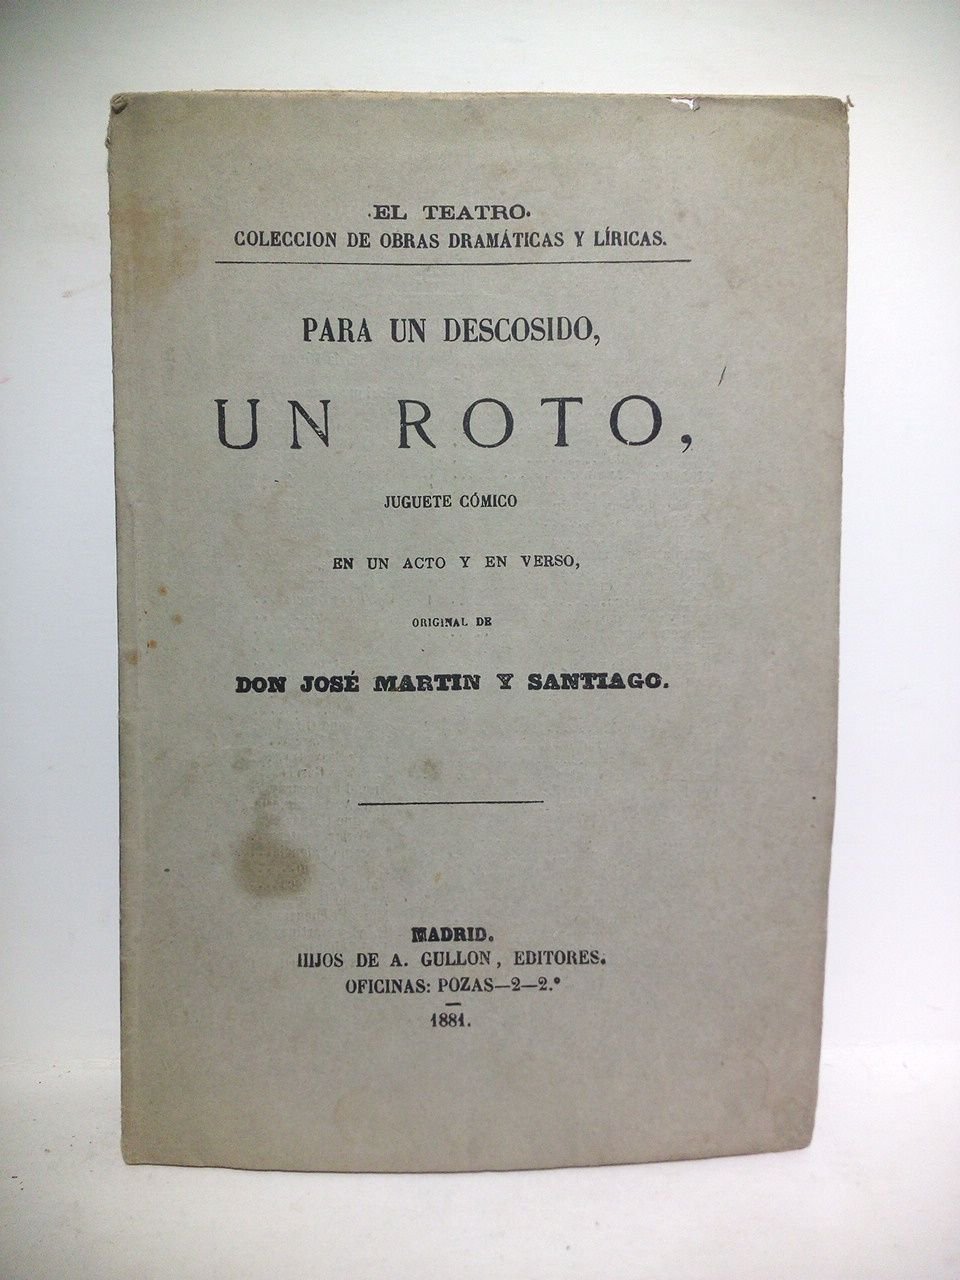 EL TEATRO.
COLECCION DE OBRAS DRAMÁTICAS Y LÍRICAS.
PARA UN DESCOSIDO,
UN ROTO,
JUGUETE CÓMICO
EN UN ACTO Y EN VERSO,
ORIGINAL DE
DON JOSÉ MARTIN Y SANTIAGO.
MADRID.
HIJOS DE A. GULLON, EDITORES.
OFICINAS: POZAS—2—2.º
1881.